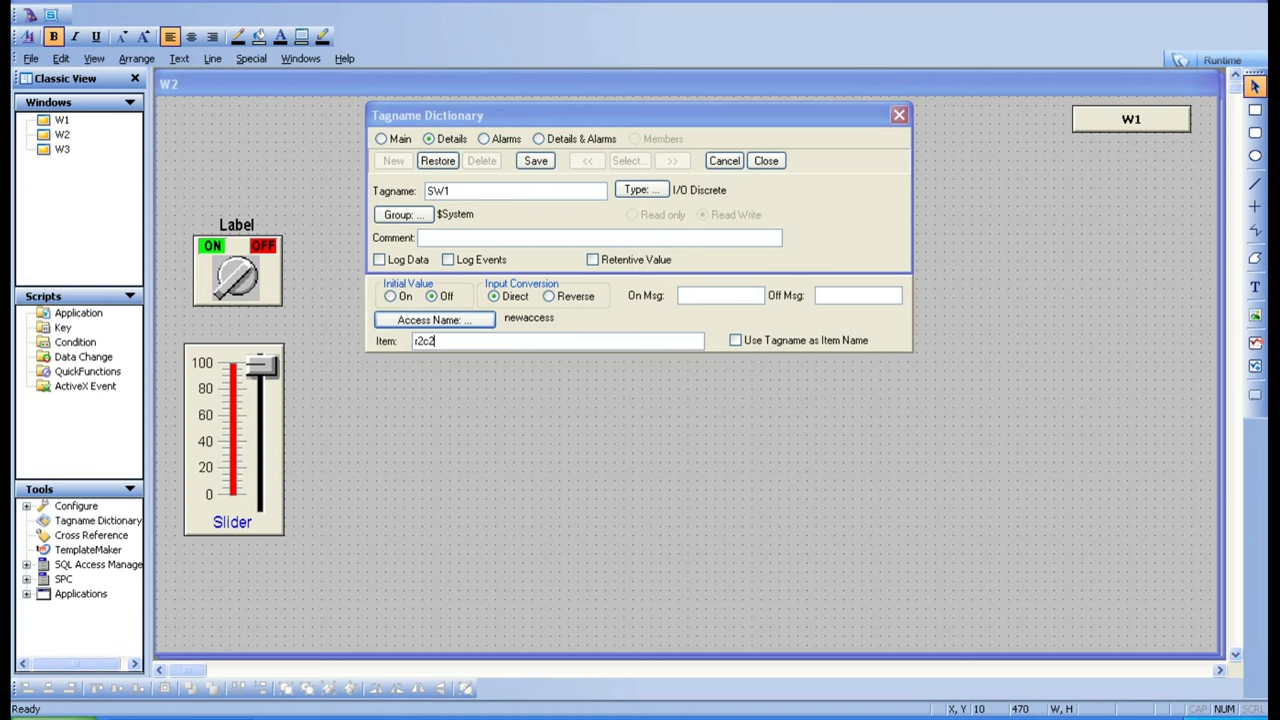 B I U A A A
File Edit View Arrange Text Line Special Windows Help
Runtime
Classic View
Windows
W1
W2
W3
Scripts
Application
Key
Condition
Data Change
QuickFunctions
ActiveX Event
Tools
Configure
Tagname Dictionary
Cross Reference
TemplateMaker
SQL Access Manage
SPC
Applications
W2
W1
Label
ON OFF
100
80
60
40
20
0
Slider
Tagname Dictionary
Main Details Alarms Details & Alarms Members
New Restore Delete Save << Select... >> Cancel Close
Tagname: SW1 Type: ... I/O Discrete
Group: ... $System Read only Read Write
Comment:
Log Data Log Events Retentive Value
Initial Value Input Conversion
On Off Direct Reverse On Msg: Off Msg:
Access Name: ... newaccess
Item: r2c2 Use Tagname as Item Name
T
Ready X, Y 10 470 W, H CAP NUM SCRL